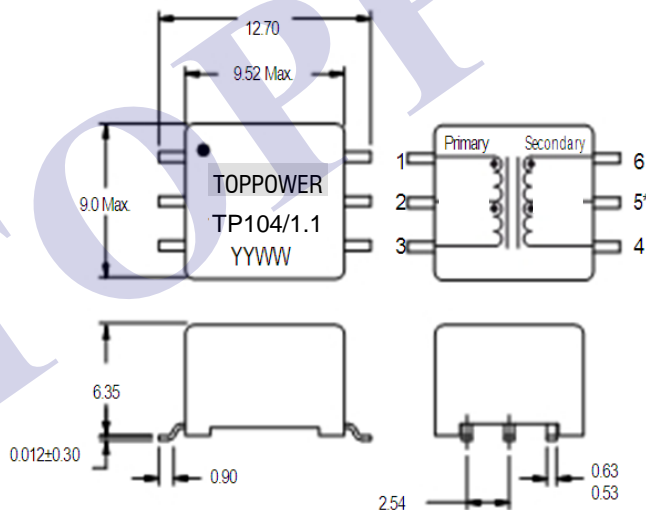 12.70
9.52 Max.
9.0 Max.
TOPPOWER
TP104/1.1
YYWW
Primary Secondary
1
2
3
6
5*
4
6.35
0.012±0.30
0.90
2.54
0.63
0.53
TOPP